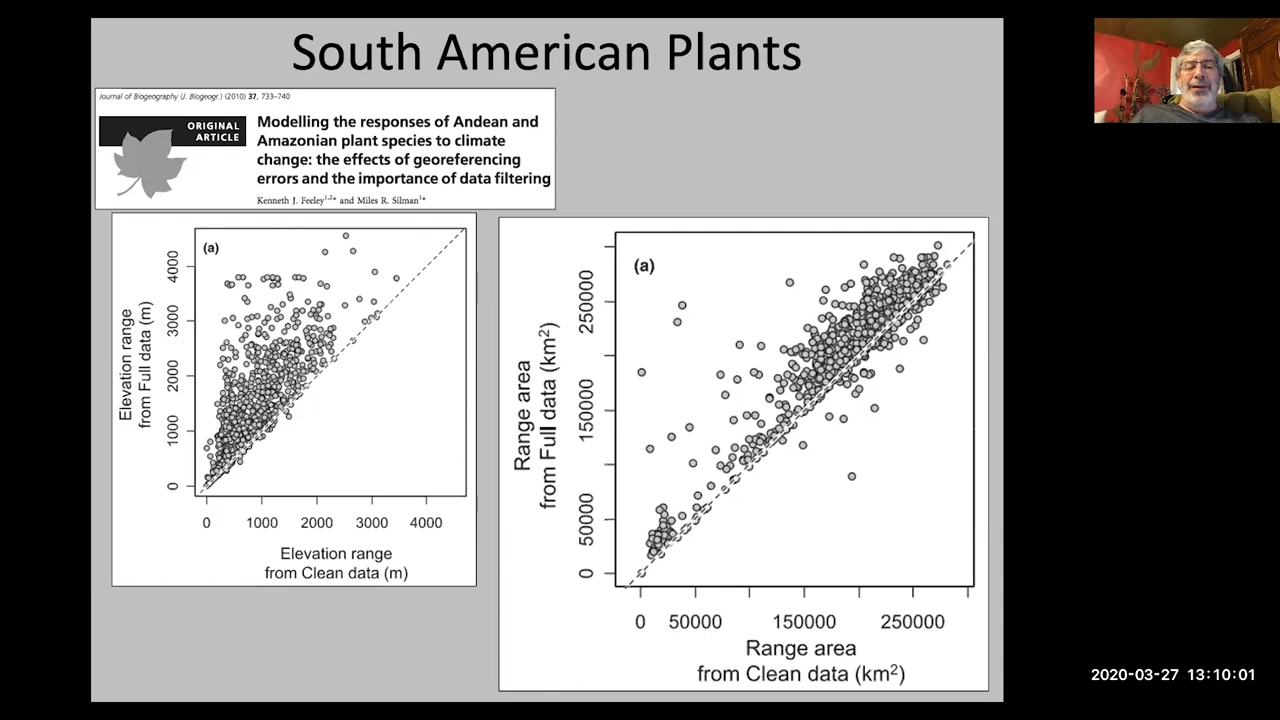 South American Plants
Journal of Biogeography (J. Biogeogr.) (2010) 37, 733–740
ORIGINAL
ARTICLE
Modelling the responses of Andean and
Amazonian plant species to climate
change: the effects of georeferencing
errors and the importance of data filtering
Kenneth J. Feeley1,2* and Miles R. Silman1*
(a)
Elevation range
from Full data (m)
0
1000
2000
3000
4000
0 1000 2000 3000 4000
Elevation range
from Clean data (m)
(a)
Range area
from Full data (km²)
0
50000
150000
250000
0 50000 150000 250000
Range area
from Clean data (km²)
2020-03-27 13:10:01